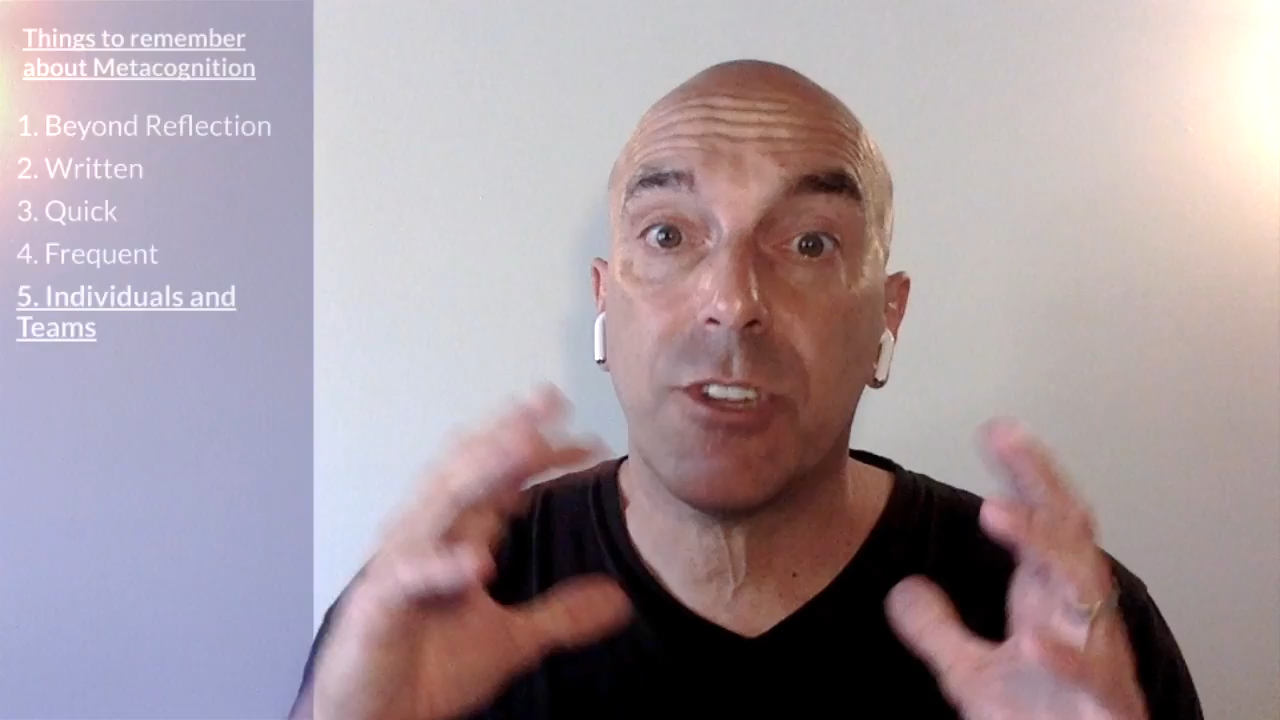 Things to remember
about Metacognition
1. Beyond Reflection
2. Written
3. Quick
4. Frequent
5. Individuals and
Teams